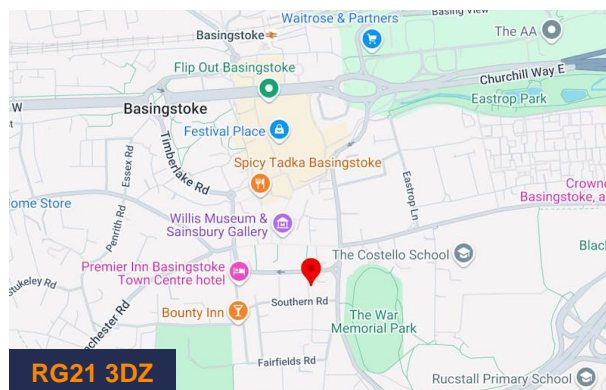 Waitrose & Partners
Basing View
Basingstoke
The AA
Flip Out Basingstoke
Churchill Way E
W
Eastrop Park
Basingstoke
Festival Place
Timberlake Rd
Essex Rd
Spicy Tadka Basingstoke
Eastrop Ln
Penrith Rd
Crowne
Basingstoke, a
ome Store
Willis Museum &
Sainsbury Gallery
The Costello School
Black
Premier Inn Basingstoke
Town Centre hotel
Stukeley Rd
Southern Rd
Bounty Inn
The War
Memorial Park
chester Rd
Fairfields Rd
RG21 3DZ
Rucstall Primary School